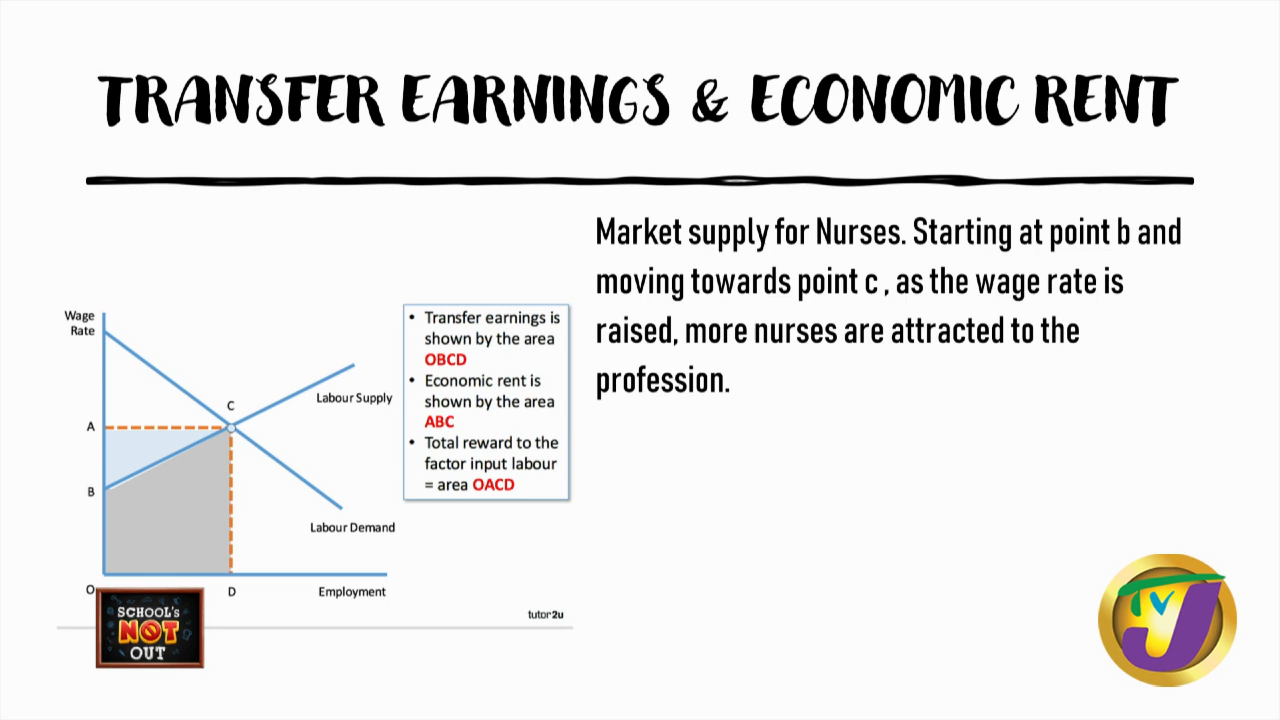 TRANSFER EARNINGS & ECONOMIC RENT
Market supply for Nurses. Starting at point b and
moving towards point c , as the wage rate is
raised, more nurses are attracted to the
profession.
Wage
Rate
C
Labour Supply
A
B
Labour Demand
O
D
Employment
• Transfer earnings is
shown by the area
OBCD
• Economic rent is
shown by the area
ABC
• Total reward to the
factor input labour
= area OACD
tutor2u
SCHOOL's
NOT
OUT
TVJ